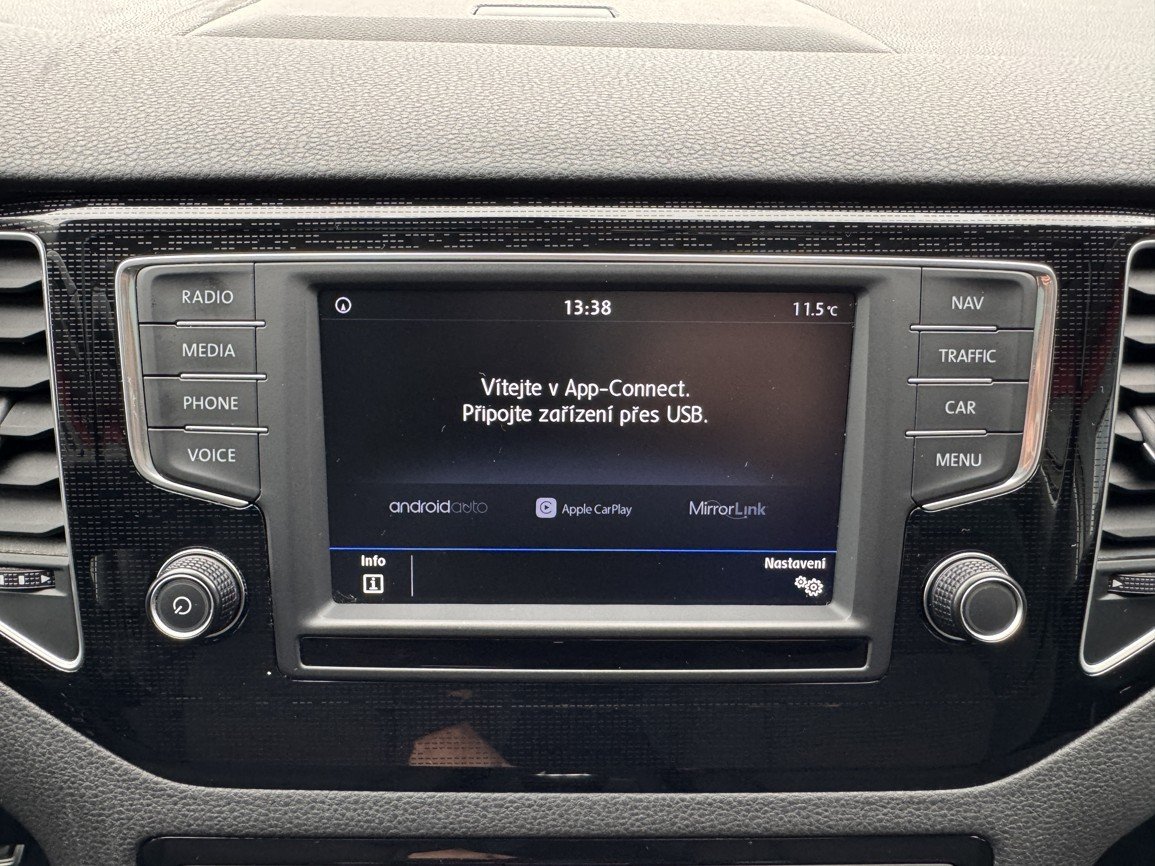 RADIO
MEDIA
PHONE
VOICE
13:38
11.5°C
Vítejte v App-Connect.
Připojte zařízení přes USB.
androidauto
Apple CarPlay
MirrorLink
Info
Nastavení
NAV
TRAFFIC
CAR
MENU